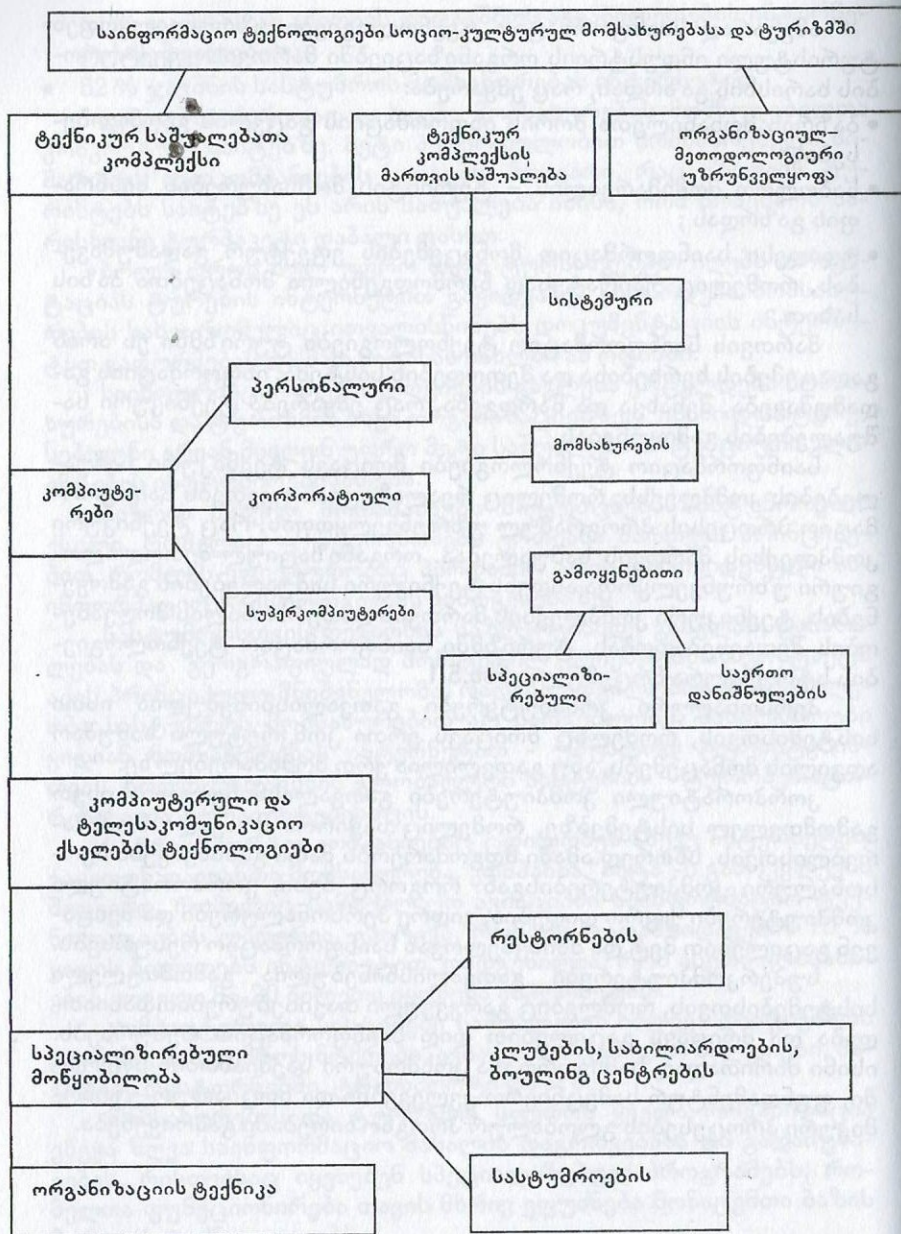 საინფორმაციო ტექნოლოგიები სოციო-კულტურულ მომსახურებასა და ტურიზმში
ტექნიკურ საშუალებათა
კომპლექსი
ტექნიკურ
კომპლექსის
მართვის საშუალება
ორგანიზაციულ-
მეთოდოლოგიური
უზრუნველყოფა
სისტემური
პერსონალური
მომსახურების
კომპიუტე-
რები
კორპორატიული
გამოყენებითი
სუპერკომპიუტერები
სპეციალიზი-
რებული
საერთო
დანიშნულების
კომპიუტერული და
ტელესაკომუნიკაციო
ქსელების ტექნოლოგიები
რესტორნების
სპეციალიზირებული
მოწყობილობა
კლუბების, საბილიარდოების,
ბოულინგ ცენტრების
ორგანიზაციის ტექნიკა
სასტუმროების